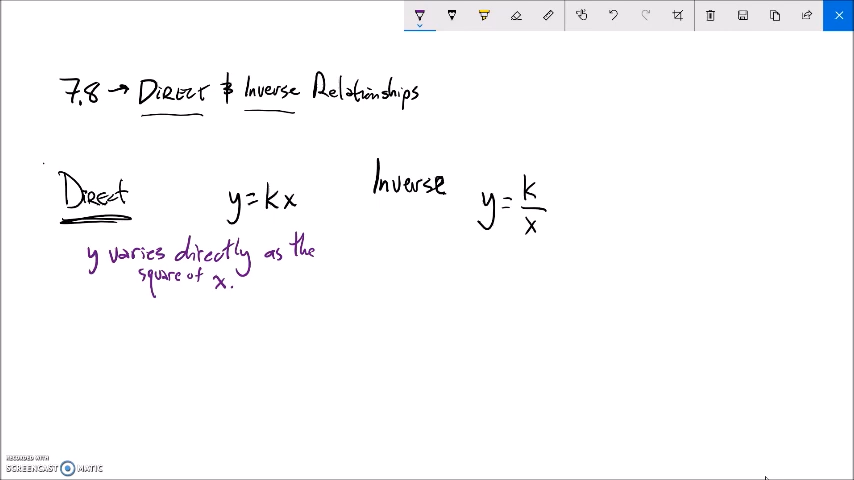 7.8 → DIRECT & Inverse Relationships
DIRECT y = kx
Inverse y = k/x
y varies directly as the
square of x.
RECORDED WITH
SCREENCAST MATIC